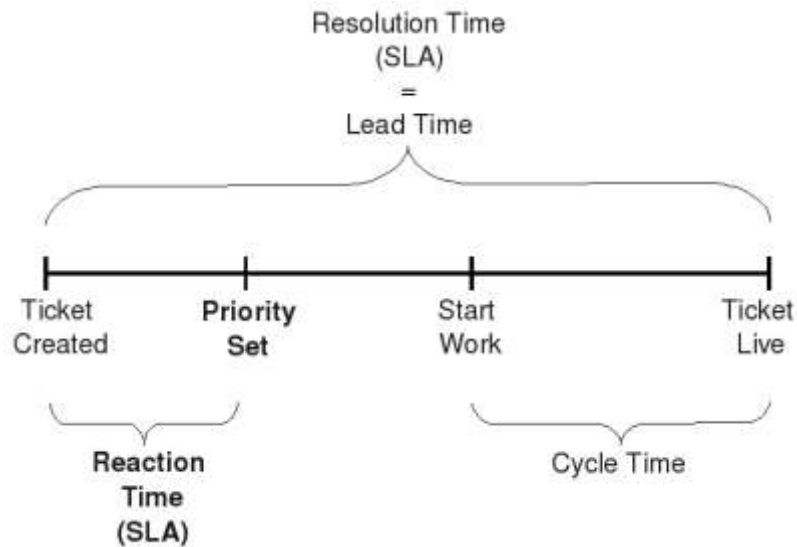 Resolution Time
(SLA)
=
Lead Time
Ticket
Created
Priority
Set
Start
Work
Ticket
Live
Reaction
Time
(SLA)
Cycle Time